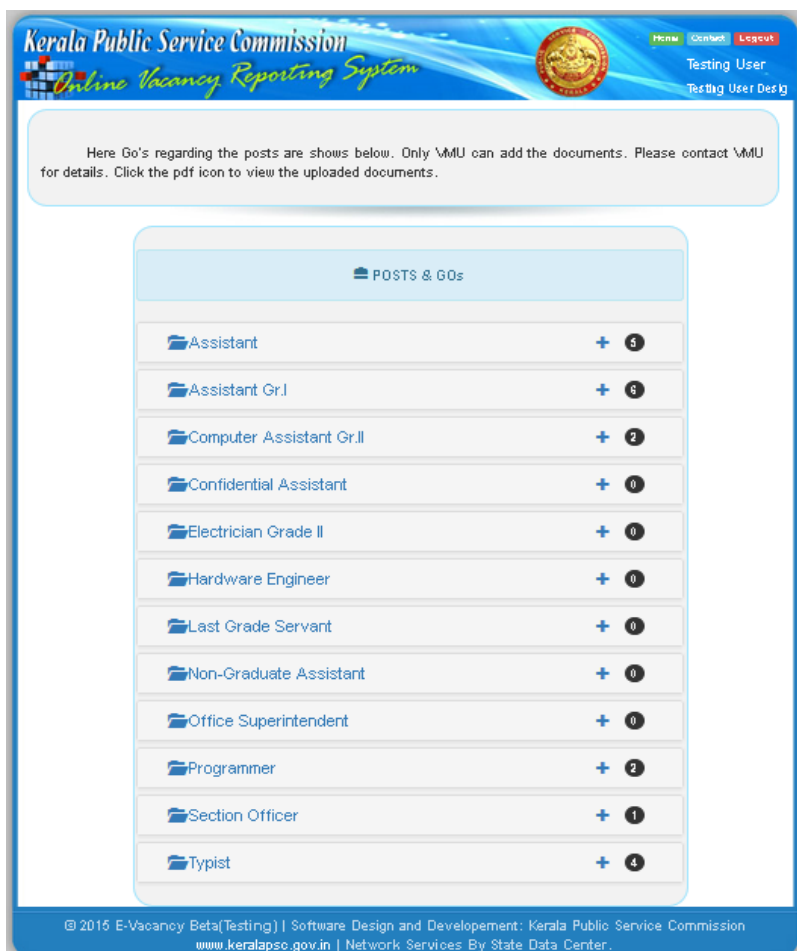 Kerala Public Service Commission
Online Vacancy Reporting System
Home Contact Logout
Testing User
Testing User Desig
Here Go's regarding the posts are shows below. Only VMU can add the documents. Please contact VMU
for details. Click the pdf icon to view the uploaded documents.
POSTS & GOs
Assistant + 5
Assistant Gr.I + 6
Computer Assistant Gr.II + 2
Confidential Assistant + 0
Electrician Grade II + 0
Hardware Engineer + 0
Last Grade Servant + 0
Non-Graduate Assistant + 0
Office Superintendent + 0
Programmer + 2
Section Officer + 1
Typist + 4
© 2015 E-Vacancy Beta(Testing) | Software Design and Developement: Kerala Public Service Commission
www.keralapsc.gov.in | Network Services By State Data Center.